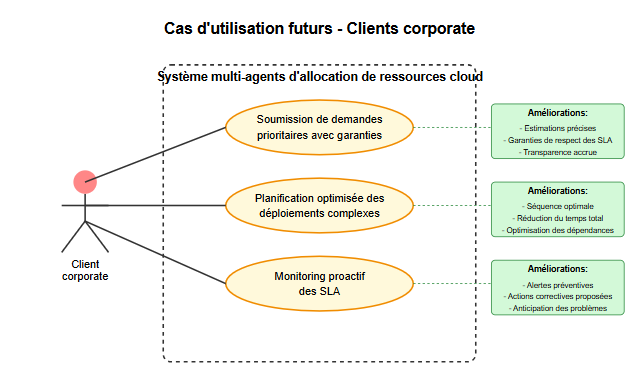 Cas d'utilisation futurs - Clients corporate
Système multi-agents d'allocation de ressources cloud
Soumission de demandes
prioritaires avec garanties
Améliorations:
- Estimations précises
- Garanties de respect des SLA
- Transparence accrue
Planification optimisée des
déploiements complexes
Améliorations:
- Séquence optimale
- Réduction du temps total
- Optimisation des dépendances
Client
corporate
Monitoring proactif
des SLA
Améliorations:
- Alertes préventives
- Actions correctives proposées
- Anticipation des problèmes